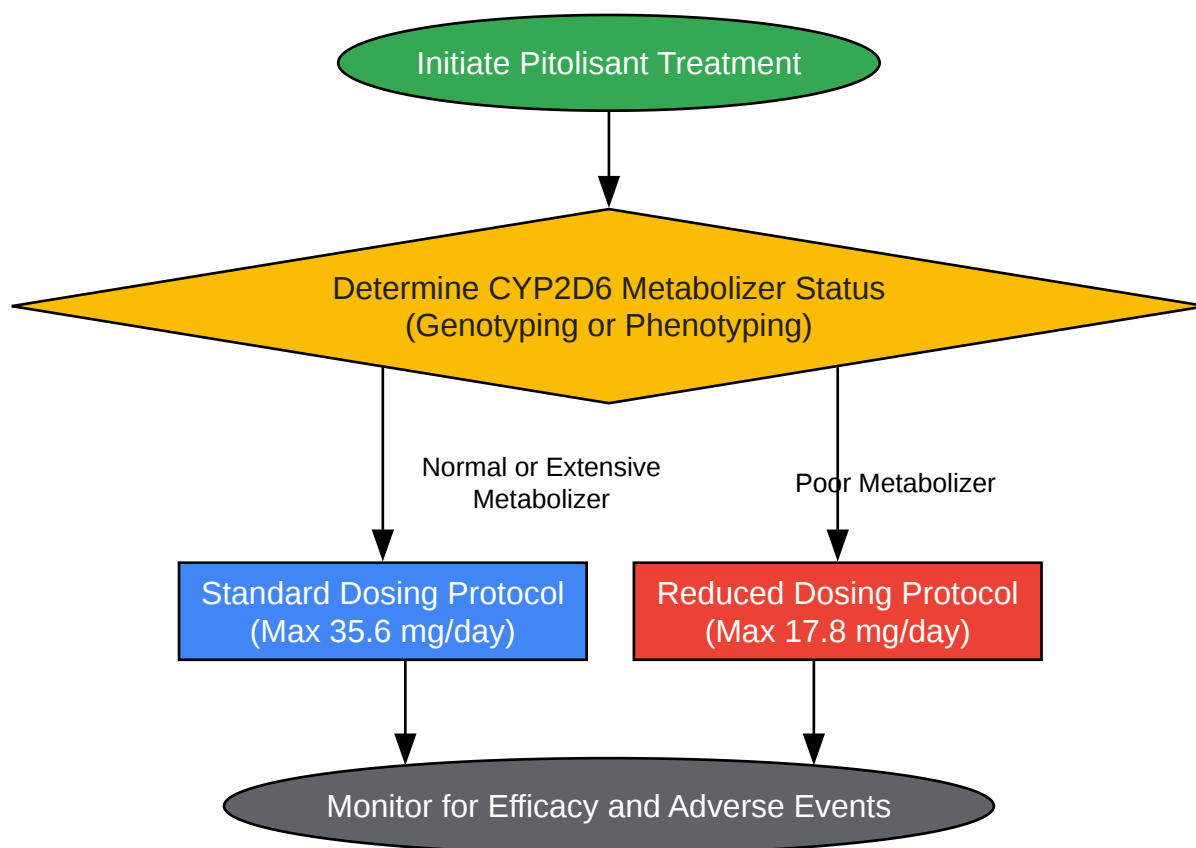 Initiate Pitolisant Treatment
Determine CYP2D6 Metabolizer Status
(Genotyping or Phenotyping)
Normal or Extensive
Metabolizer
Poor Metabolizer
Standard Dosing Protocol
(Max 35.6 mg/day)
Reduced Dosing Protocol
(Max 17.8 mg/day)
Monitor for Efficacy and Adverse Events